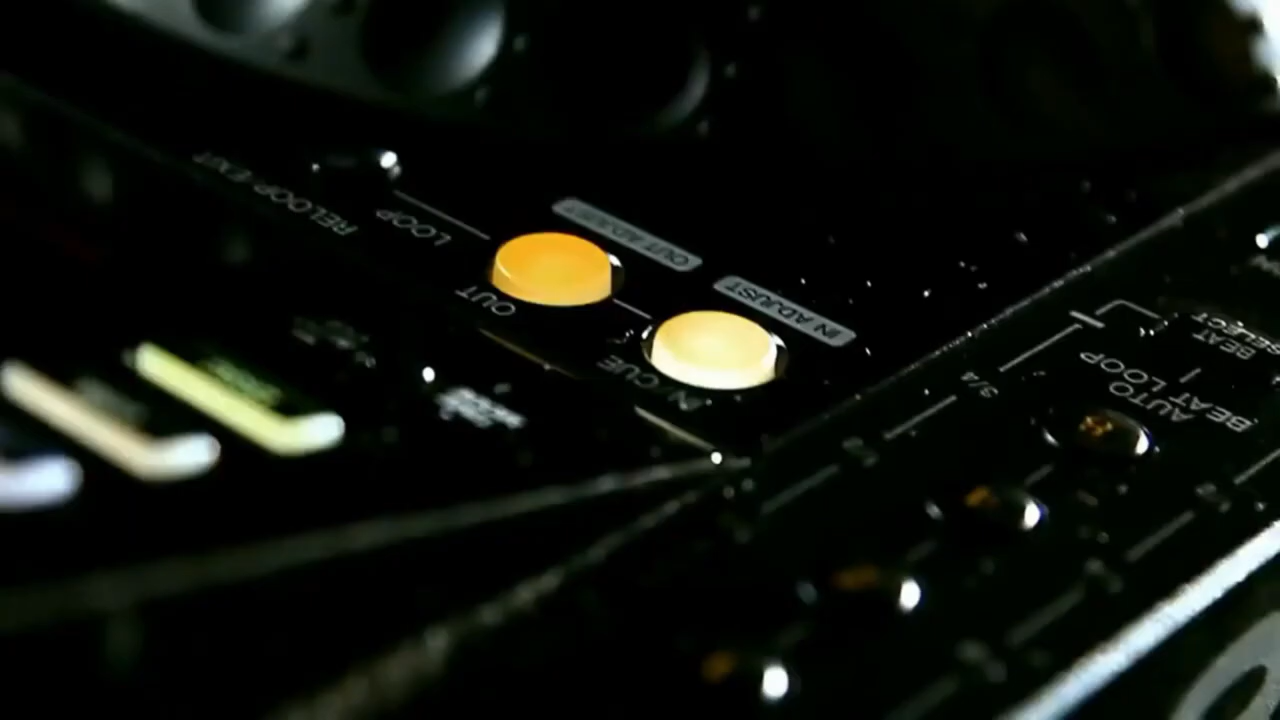 RELOOP/EXIT
LOOP
OUT ADJUST
OUT
IN ADJUST
IN/CUE
3/4
BEAT
SELECT
AUTO
BEAT LOOP